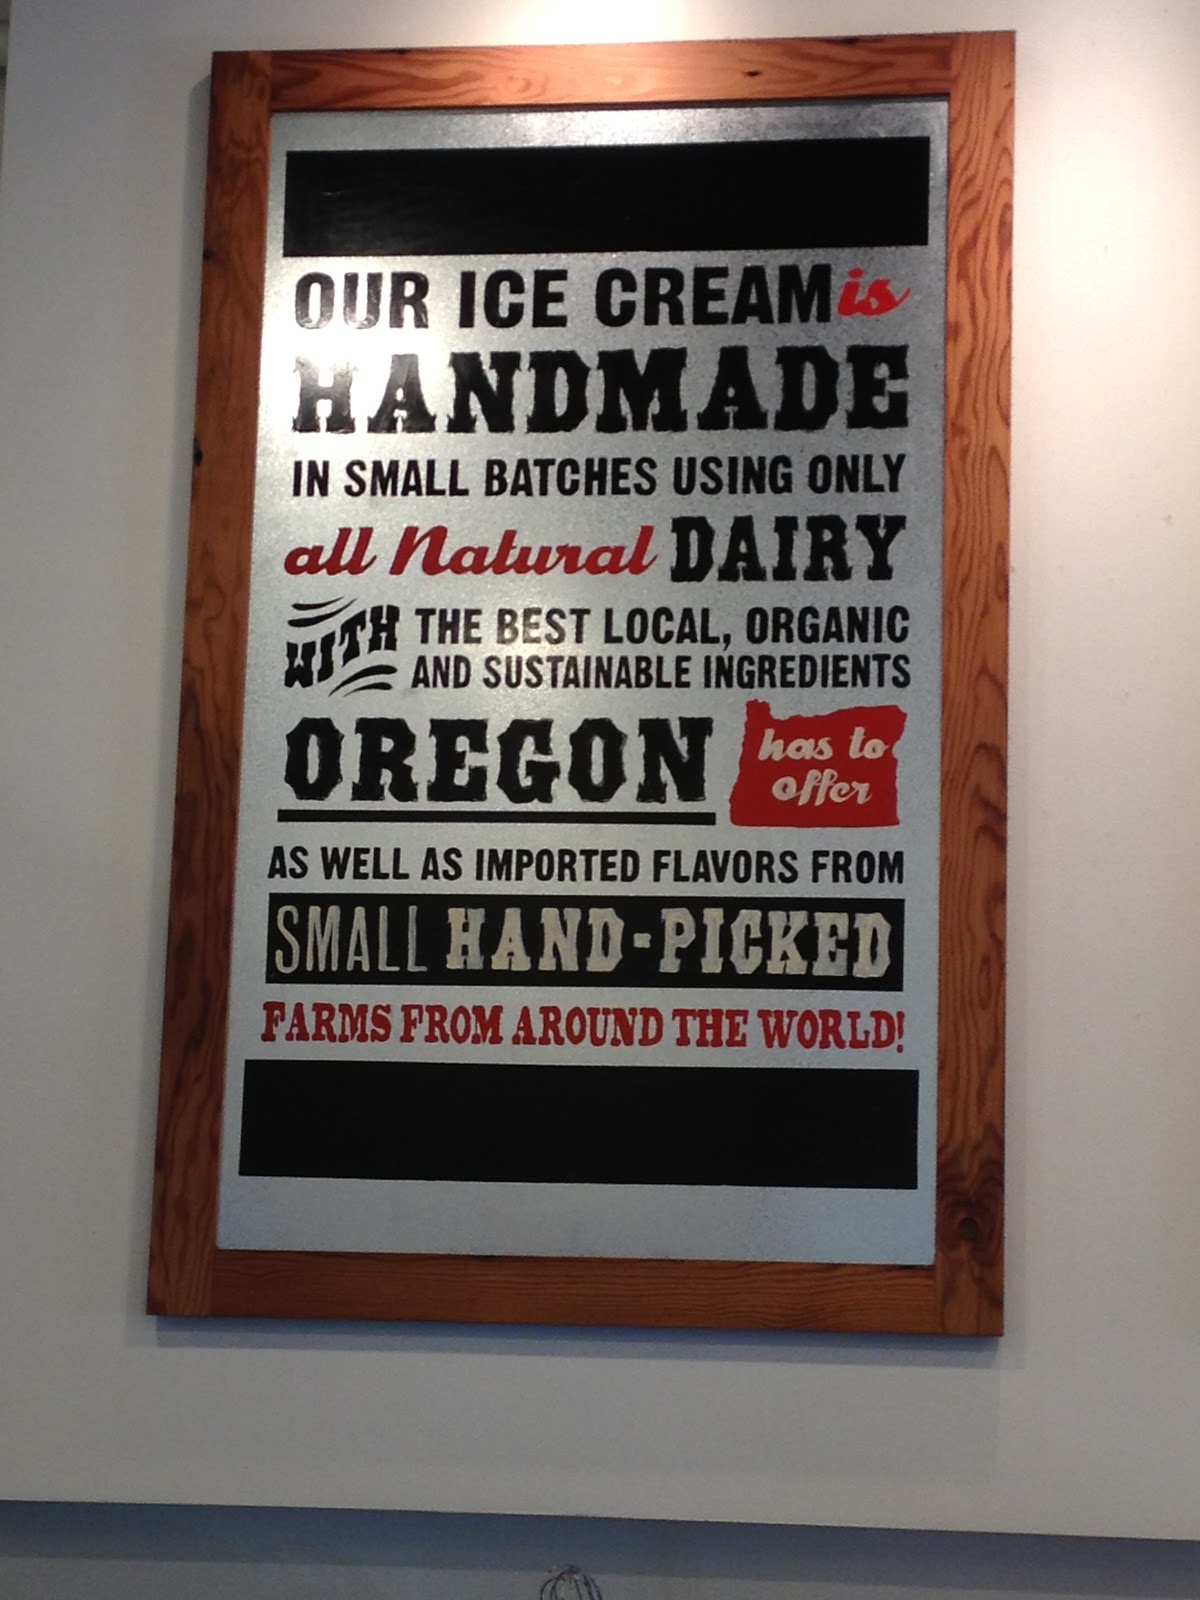 OUR ICE CREAM is
HANDMADE
IN SMALL BATCHES USING ONLY
all Natural DAIRY
WITH THE BEST LOCAL, ORGANIC
AND SUSTAINABLE INGREDIENTS
OREGON has to
offer
AS WELL AS IMPORTED FLAVORS FROM
SMALL HAND-PICKED
FARMS FROM AROUND THE WORLD!